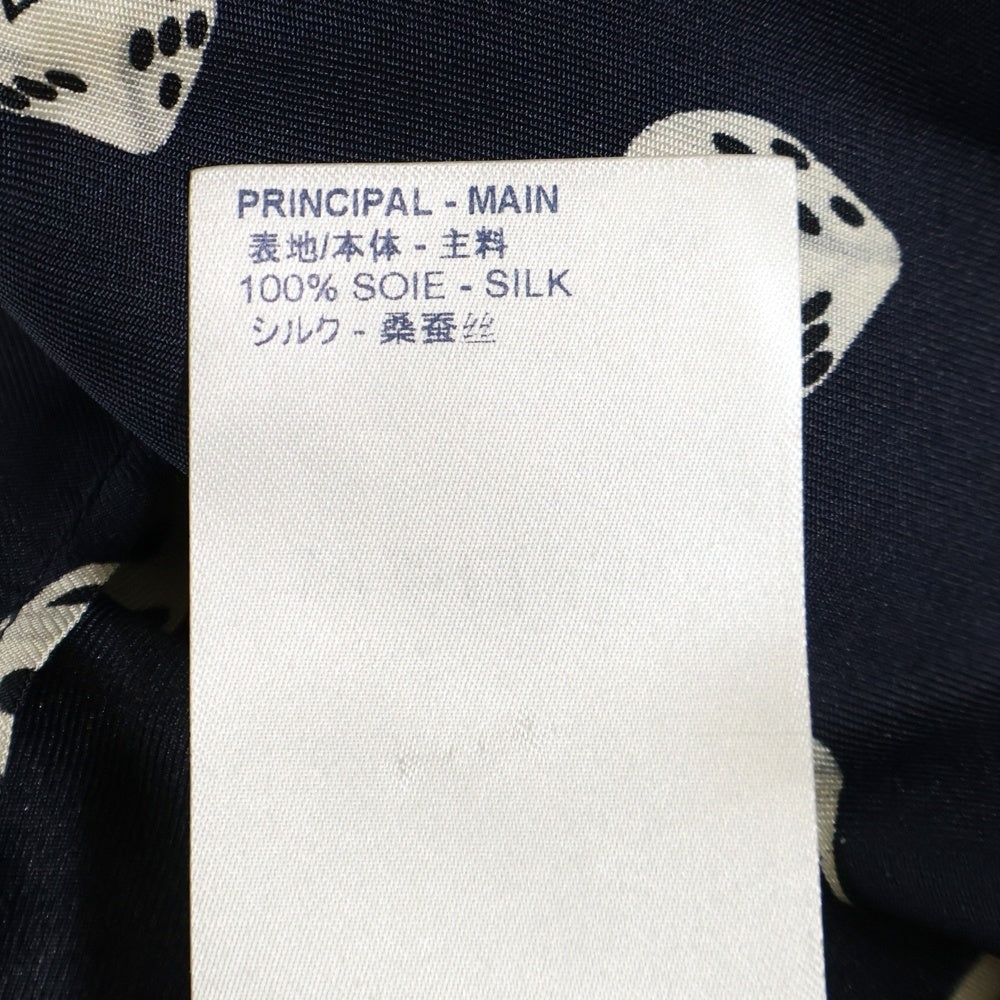 PRINCIPAL - MAIN
表地/本体 - 主料
100% SOIE - SILK
シルク - 桑蚕丝